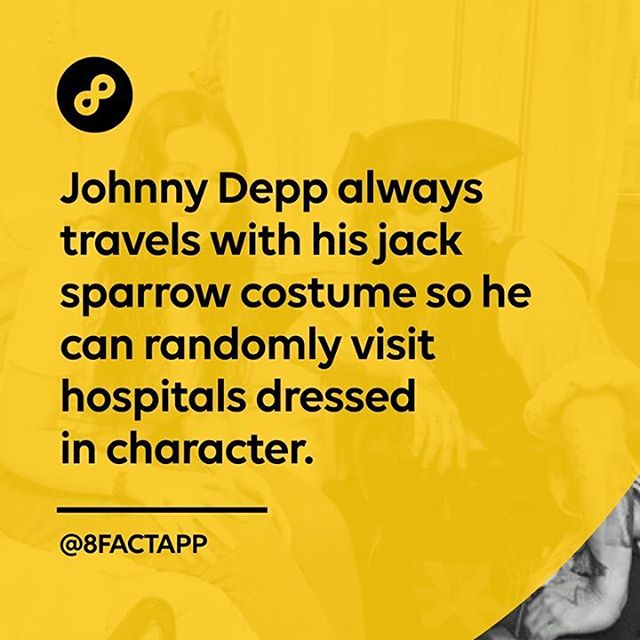 Johnny Depp always
travels with his jack
sparrow costume so he
can randomly visit
hospitals dressed
in character.
@8FACTAPP